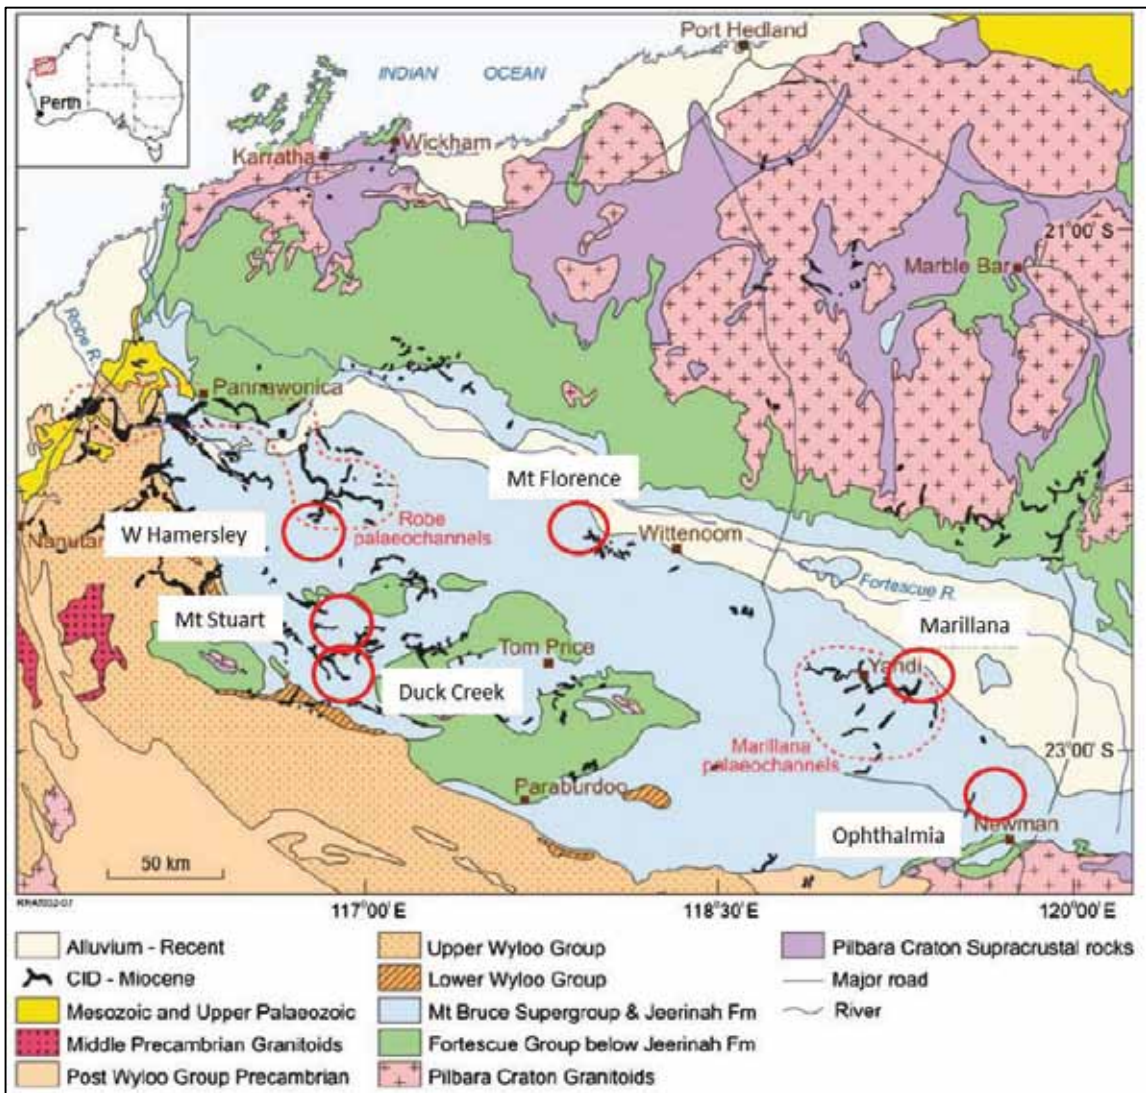 Port Hedland
INDIAN OCEAN
Perth
Wickham
Karratha
21°00' S
Marble Bar
Robe R.
Pannawonica
Mt Florence
W Hamersley
Robe
palaeochannels
Wittenoom
Fortescue R.
Mt Stuart
Marillana
Tom Price
Yandi
Duck Creek
Marillana
palaeochannels
23°00' S
Paraburdoo
Ophthalmia
Newman
50 km
117°00' E
118°30' E
120°00' E
Alluvium - Recent
CID - Miocene
Mesozoic and Upper Palaeozoic
Middle Precambrian Granitoids
Post Wyloo Group Precambrian
Upper Wyloo Group
Lower Wyloo Group
Mt Bruce Supergroup & Jeerinah Fm
Fortescue Group below Jeerinah Fm
Pilbara Craton Granitoids
Pilbara Craton Supracrustal rocks
Major road
River